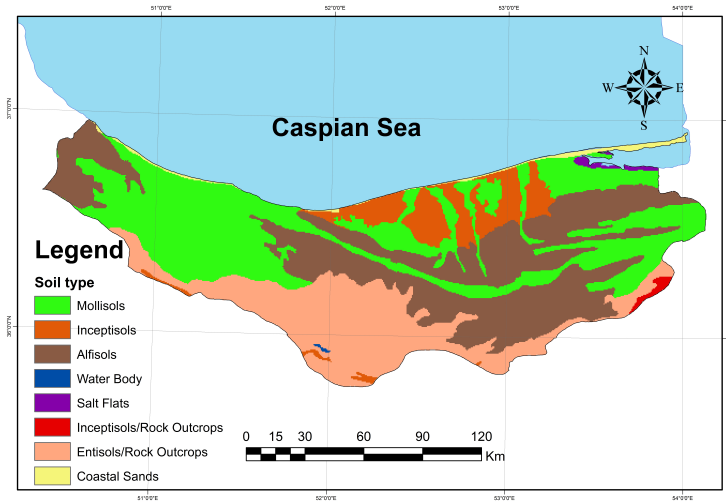 51°0'0"E 52°0'0"E 53°0'0"E 54°0'0"E
37°0'0"N
N
W E
S
Caspian Sea
Legend
Soil type
Mollisols
Inceptisols
Alfisols
Water Body
Salt Flats
Inceptisols/Rock Outcrops
Entisols/Rock Outcrops
Coastal Sands
36°0'0"N
0 15 30 60 90 120
Km
51°0'0"E 52°0'0"E 53°0'0"E 54°0'0"E